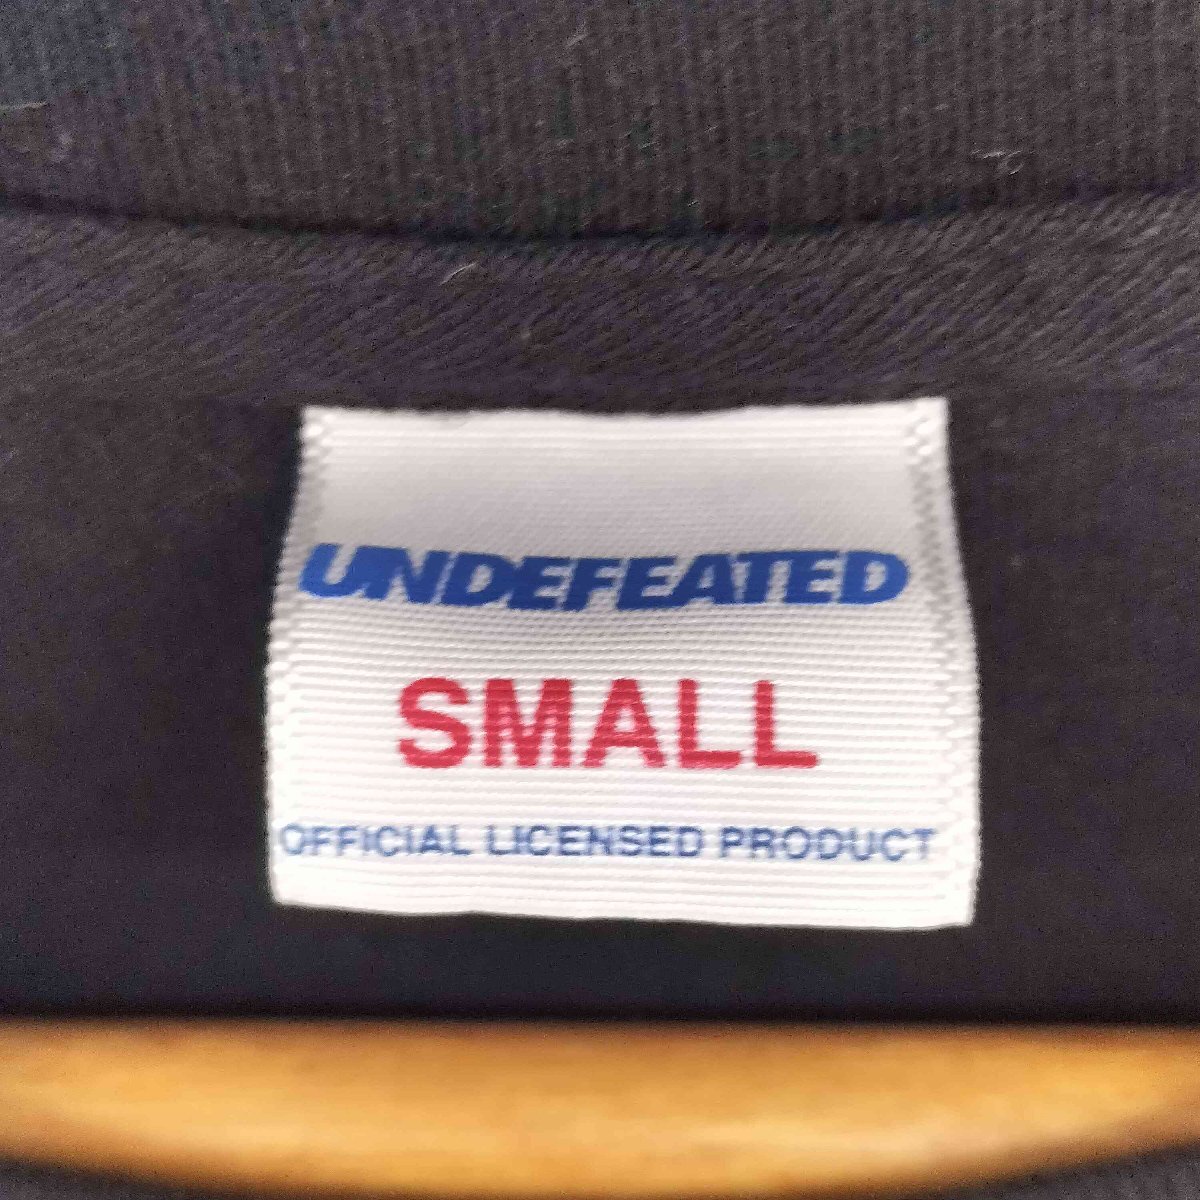 UNDEFEATED
SMALL
OFFICIAL LICENSED PRODUCT